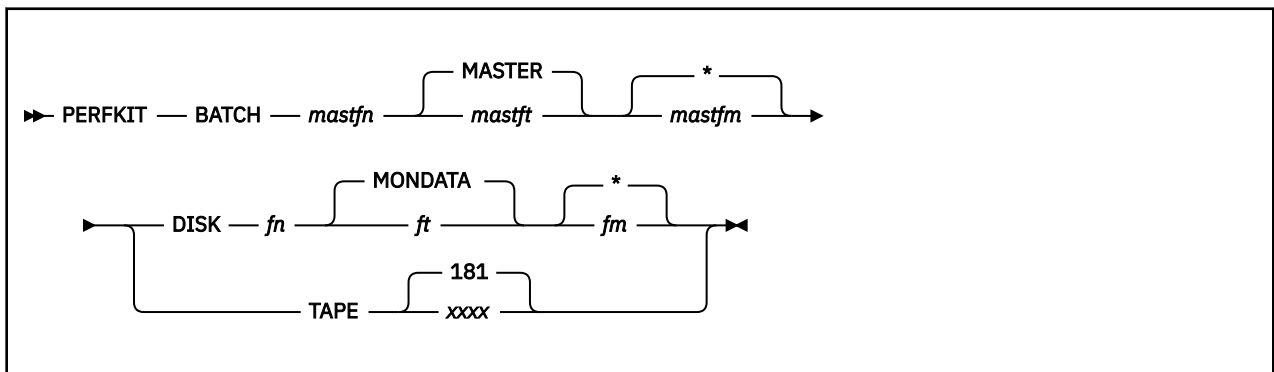 MASTER *
PERFKIT BATCH mastfn mastft mastfm
MONDATA *
DISK fn ft fm
181
TAPE xxxx